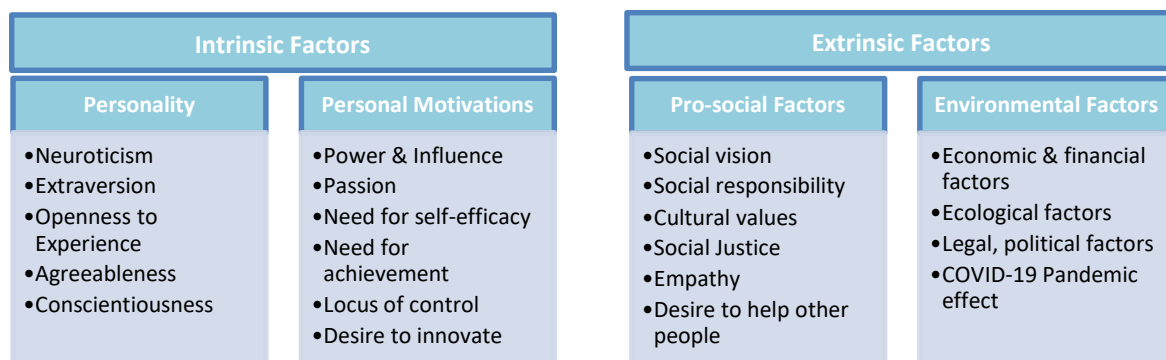 Intrinsic Factors
Personality
•Neuroticism
•Extraversion
•Openness to
Experience
•Agreeableness
•Conscientiousness
Personal Motivations
•Power & Influence
•Passion
•Need for self-efficacy
•Need for
achievement
•Locus of control
•Desire to innovate
Extrinsic Factors
Pro-social Factors
•Social vision
•Social responsibility
•Cultural values
•Social Justice
•Empathy
•Desire to help other
people
Environmental Factors
•Economic & financial
factors
•Ecological factors
•Legal, political factors
•COVID-19 Pandemic
effect